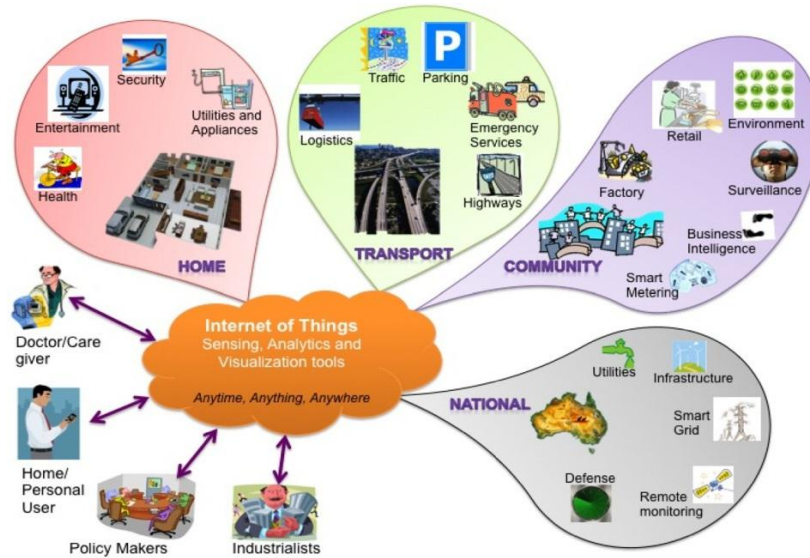 Security
Entertainment
Utilities and
Appliances
Health
HOME
Traffic
P
Parking
Logistics
Emergency
Services
Highways
TRANSPORT
Retail
Environment
Factory
Surveillance
Business
Intelligence
COMMUNITY
Smart
Metering
Internet of Things
Sensing, Analytics and
Visualization tools
Anytime, Anything, Anywhere
Doctor/Care
giver
Home/
Personal
User
Policy Makers
Industrialists
NATIONAL
Utilities
Infrastructure
Smart
Grid
Defense
Remote
monitoring